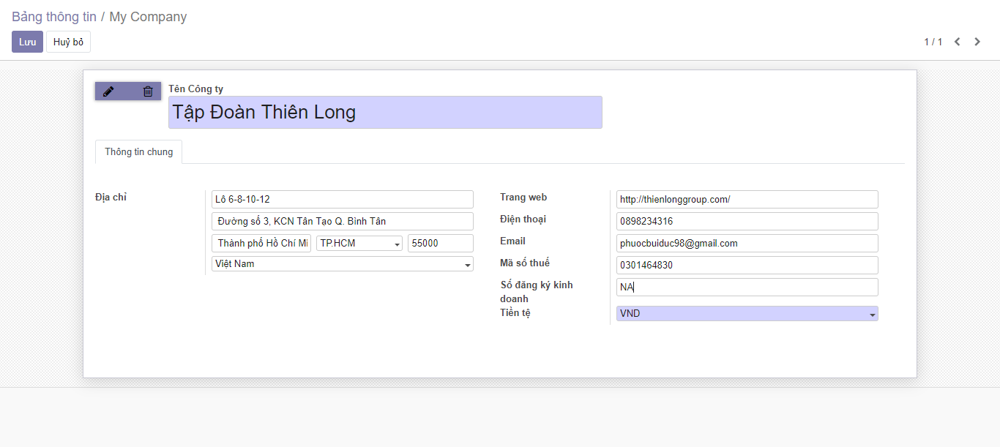 Bảng thông tin / My Company
Lưu
Huỷ bỏ
1 / 1
Tên Công ty
Tập Đoàn Thiên Long
Thông tin chung
Địa chỉ
Lô 6-8-10-12
Đường số 3, KCN Tân Tạo Q. Bình Tân
Thành phố Hồ Chí Mi
TP.HCM
55000
Việt Nam
Trang web
http://thienlonggroup.com/
Điện thoại
0898234316
Email
phuocbuiduc98@gmail.com
Mã số thuế
0301464830
Số đăng ký kinh
doanh
NA
Tiền tệ
VND